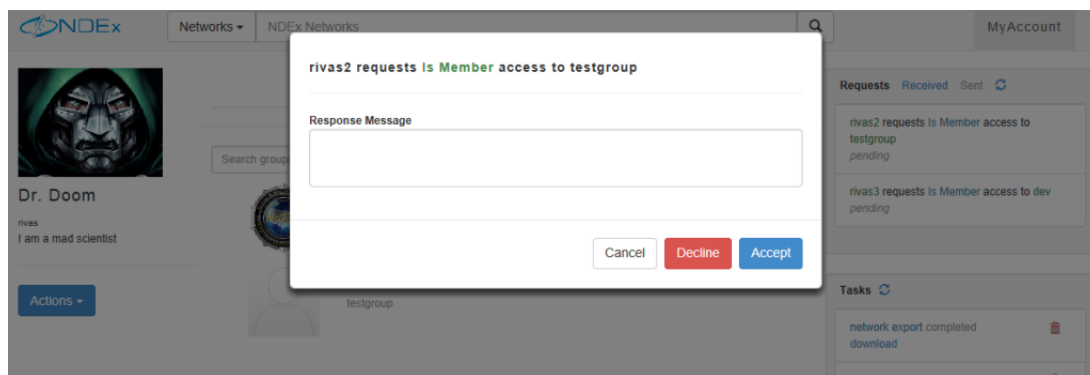 NDEx
Networks
NDEx Networks
MyAccount
rivas2 requests Is Member access to testgroup
Response Message
Cancel
Decline
Accept
Dr. Doom
rivas
I am a mad scientist
Actions
Search group
testgroup
Requests Received Sent
rivas2 requests Is Member access to
testgroup
pending
rivas3 requests Is Member access to dev
pending
Tasks
network export completed
download